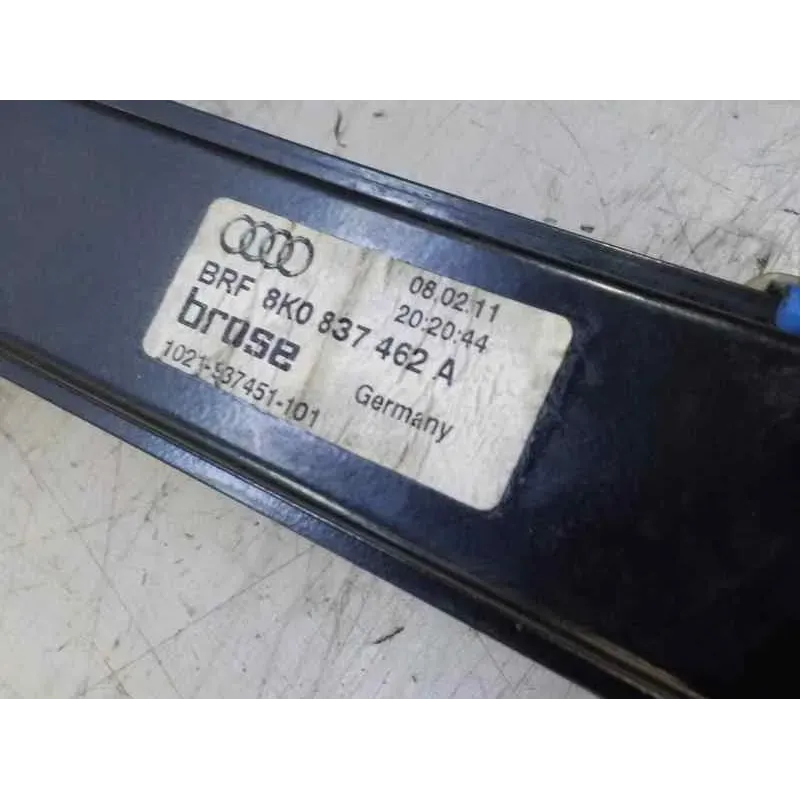 08.02.11
20:20:44
BRF 8K0 837 462 A
brose
1021-937451-101
Germany